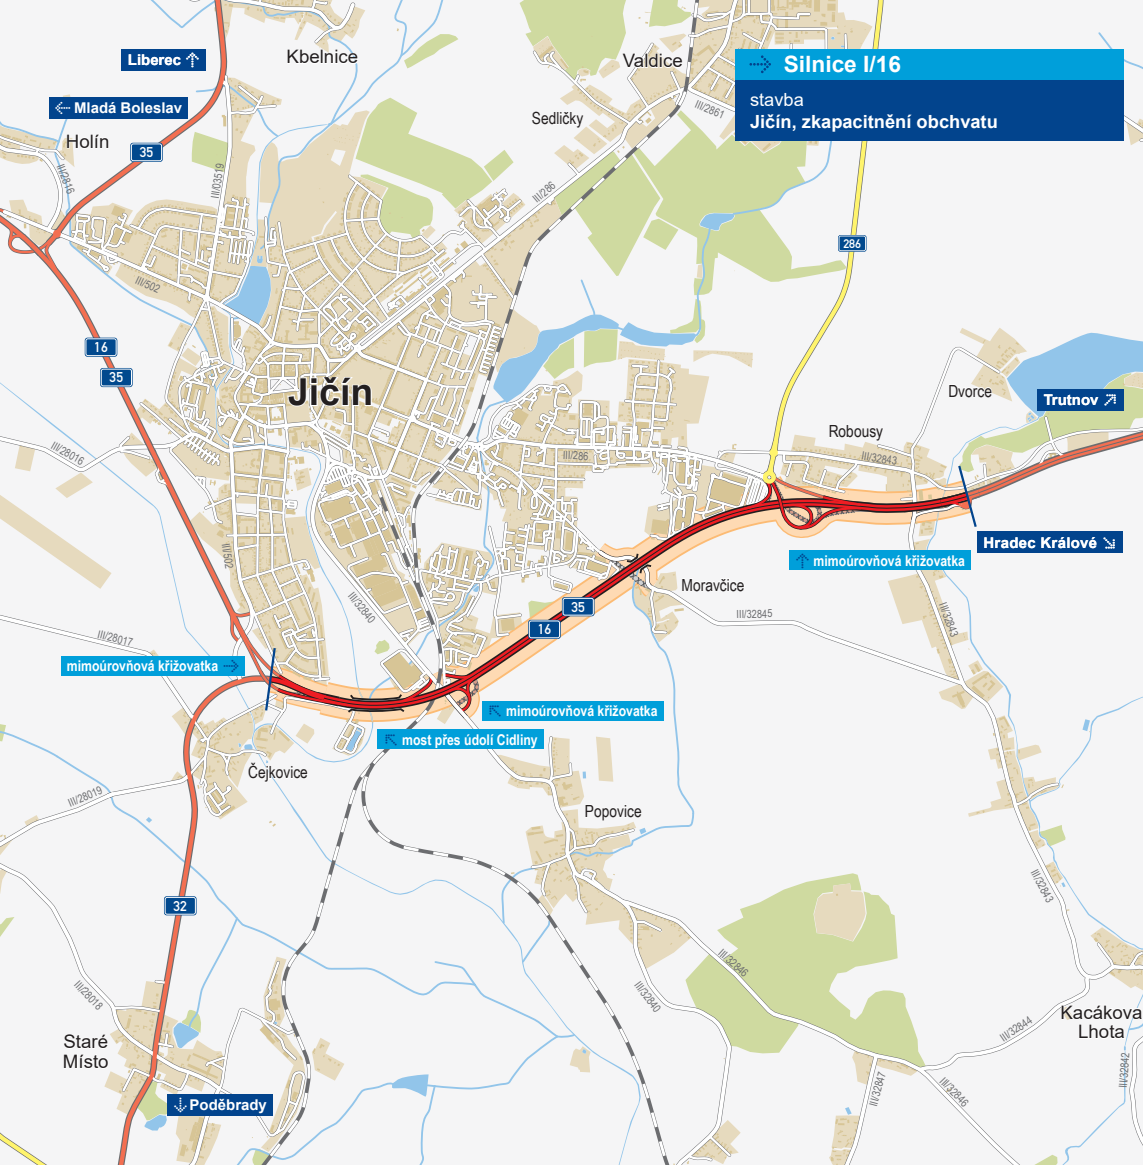 Silnice I/16
stavba
Jičín, zkapacitnění obchvatu
Liberec
Kbelnice
Valdice
Mladá Boleslav
III/2861
Sedličky
Holín
35
III/2816
III/03519
III/286
286
III/502
16
35
Jičín
Dvorce
Trutnov
Robousy
III/28016
III/286
III/32843
Hradec Králové
III/502
mimoúrovňová křižovatka
Moravčice
III/32840
35
III/32845
16
III/32843
III/28017
mimoúrovňová křižovatka
mimoúrovňová křižovatka
most přes údolí Cidliny
Čejkovice
III/28019
Popovice
32
III/32843
III/32846
III/28018
III/32840
Kacákova
Lhota
III/32844
Staré
Místo
III/32842
III/32847
III/32846
Poděbrady